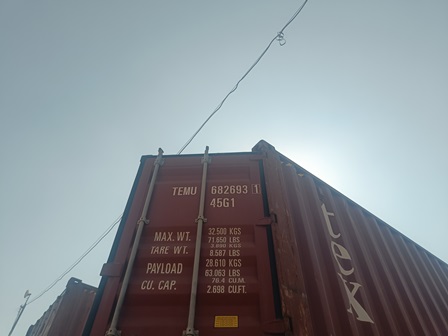 TEMU 682693 1
45G1
MAX. WT. 32.500 KGS
71.650 LBS
TARE WT. 3.890 KGS
8.587 LBS
PAYLOAD 28.610 KGS
63.063 LBS
CU. CAP. 76.4 CU.M.
2.698 CU.FT.
tex